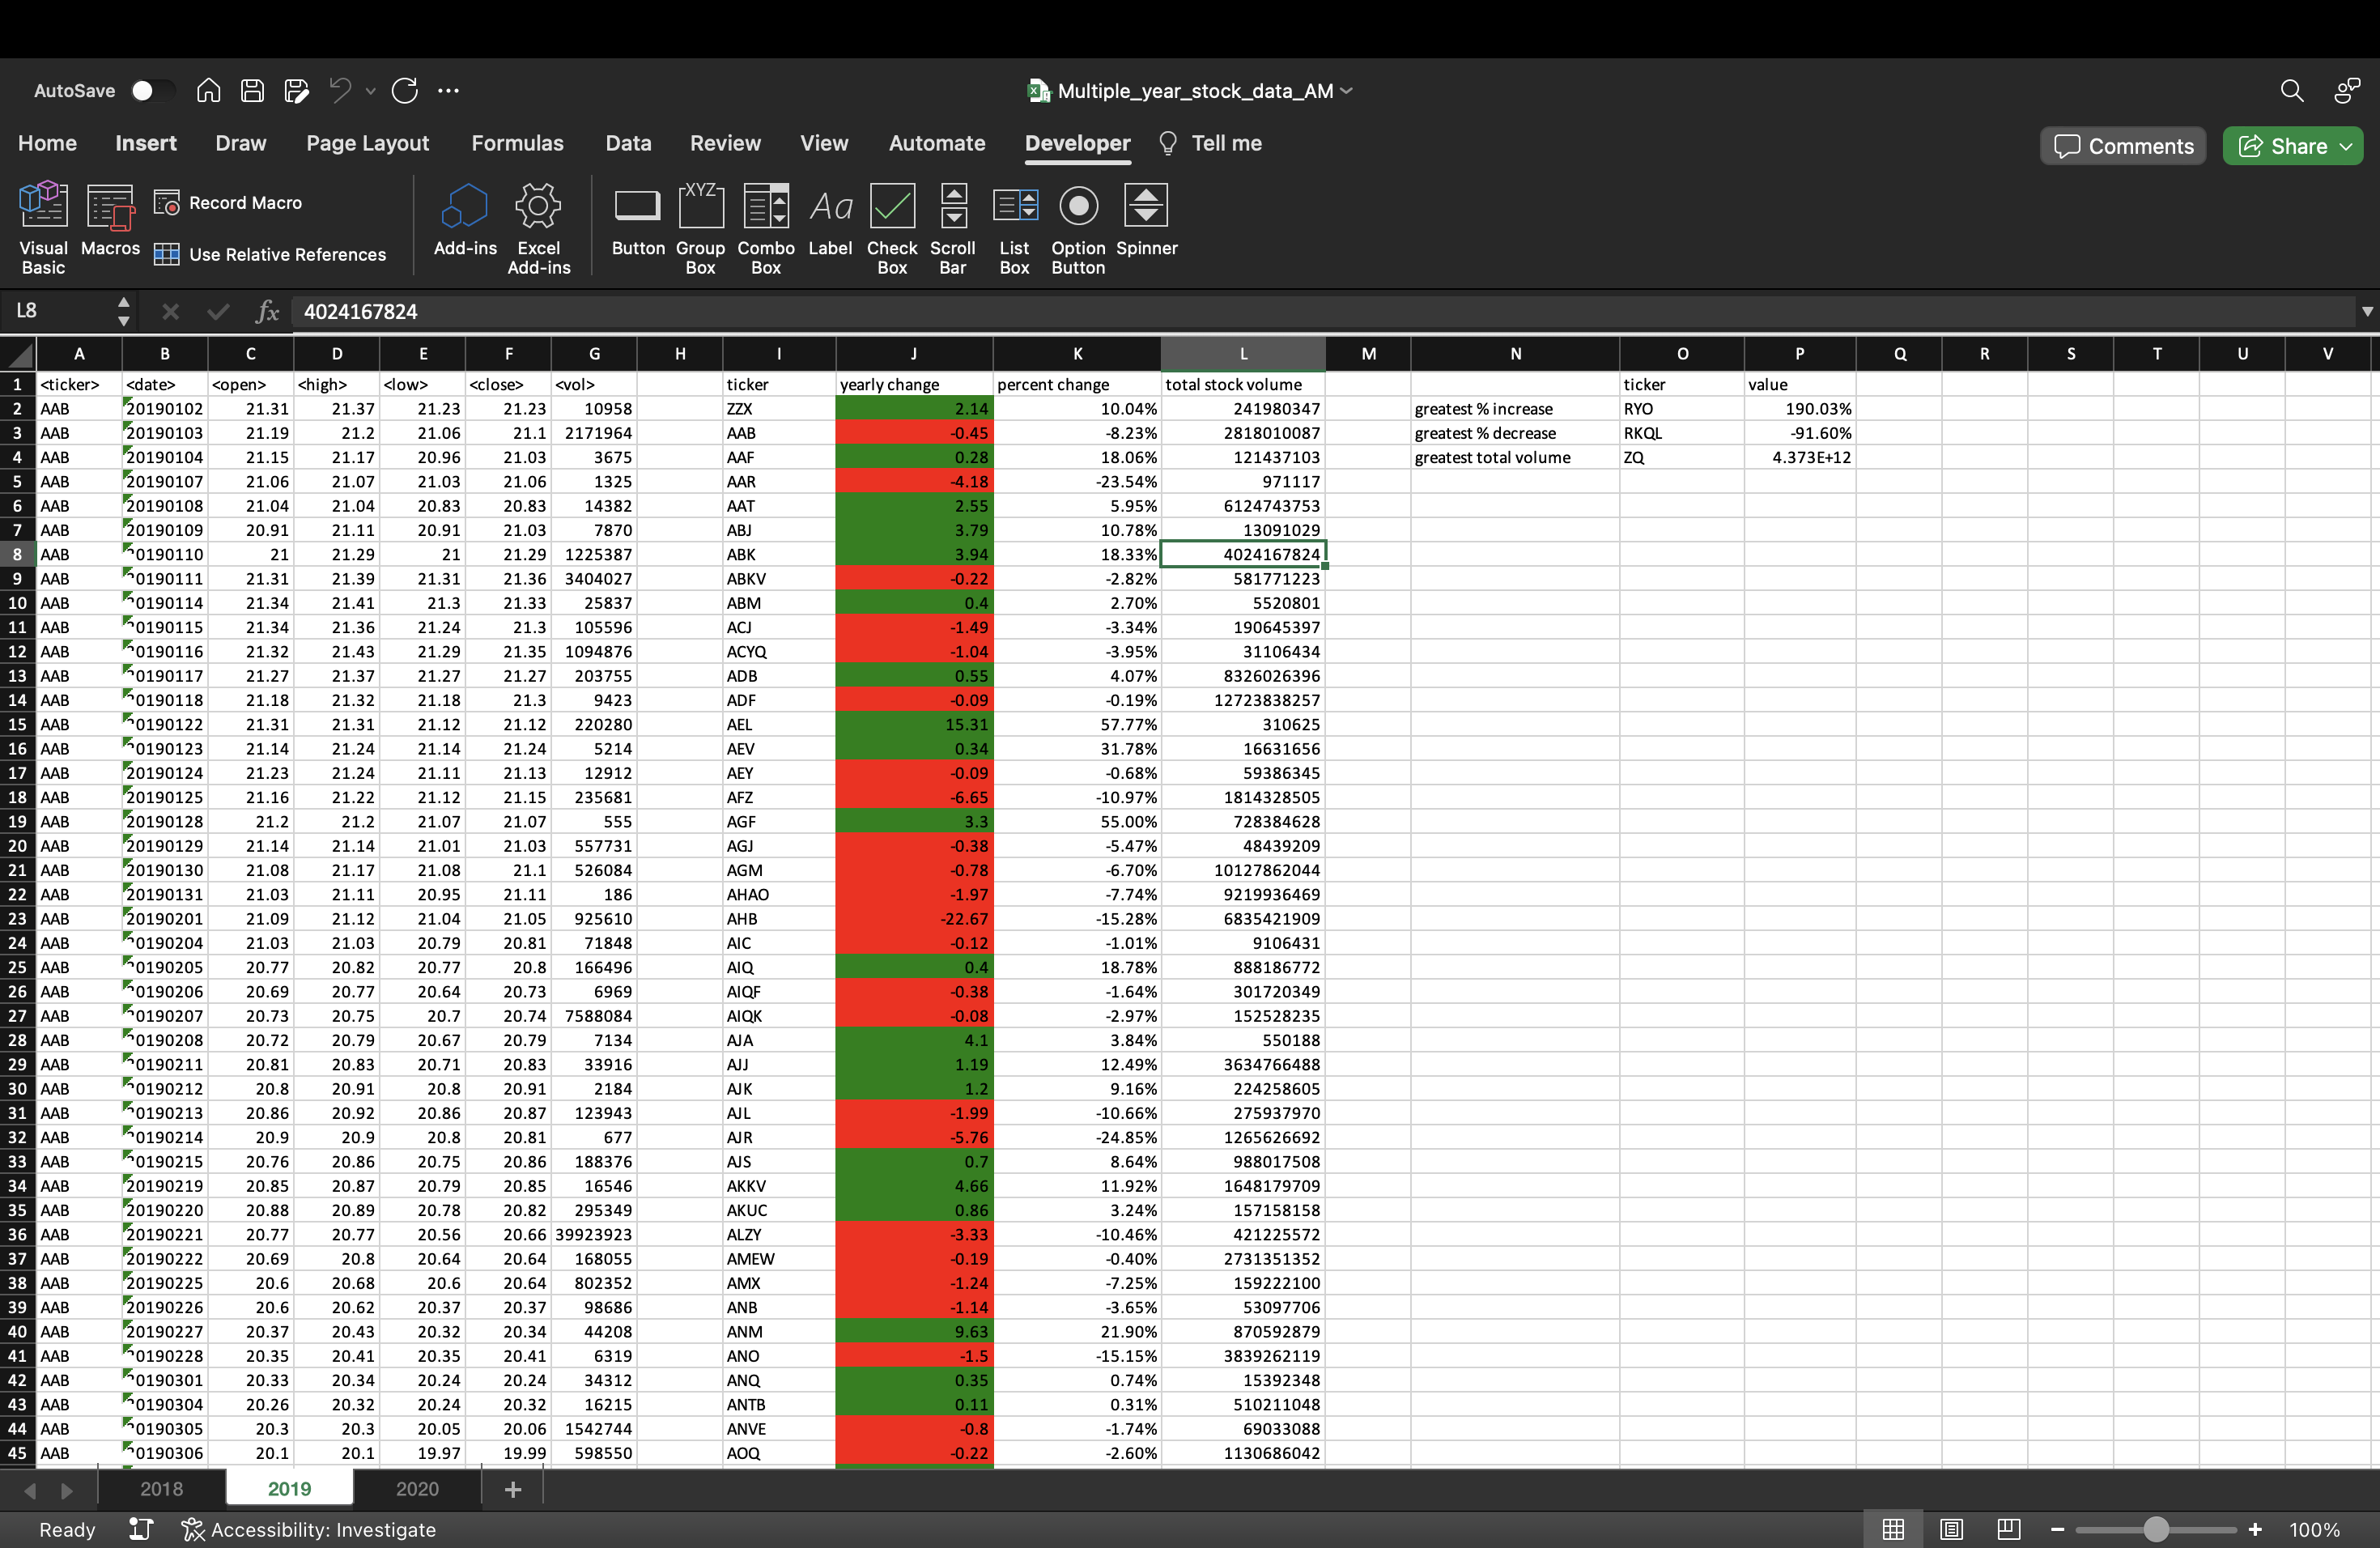 AutoSave
Multiple_year_stock_data_AM
Home Insert Draw Page Layout Formulas Data Review View Automate Developer Tell me Comments Share
Visual Basic Macros Record Macro Use Relative References Add-ins Excel Add-ins Button Group Box Combo Box Label Check Box Scroll Bar List Box Option Button Spinner
L8 fx 4024167824
A B C D E F G H I J K L M N O P Q R S T U V
1 <ticker> <date> <open> <high> <low> <close> <vol> ticker yearly change percent change total stock volume ticker value
2 AAB 20190102 21.31 21.37 21.23 21.23 10958 ZZX 2.14 10.04% 241980347 greatest % increase RYO 190.03%
3 AAB 20190103 21.19 21.2 21.06 21.1 2171964 AAB -0.45 -8.23% 2818010087 greatest % decrease RKQL -91.60%
4 AAB 20190104 21.15 21.17 20.96 21.03 3675 AAF 0.28 18.06% 121437103 greatest total volume ZQ 4.373E+12
5 AAB 20190107 21.06 21.07 21.03 21.06 1325 AAR -4.18 -23.54% 971117
6 AAB 20190108 21.04 21.04 20.83 20.83 14382 AAT 2.55 5.95% 6124743753
7 AAB 20190109 20.91 21.11 20.91 21.03 7870 ABJ 3.79 10.78% 13091029
8 AAB 20190110 21 21.29 21 21.29 1225387 ABK 3.94 18.33% 4024167824
9 AAB 20190111 21.31 21.39 21.31 21.36 3404027 ABKV -0.22 -2.82% 581771223
10 AAB 20190114 21.34 21.41 21.3 21.33 25837 ABM 0.4 2.70% 5520801
11 AAB 20190115 21.34 21.36 21.24 21.3 105596 ACJ -1.49 -3.34% 190645397
12 AAB 20190116 21.32 21.43 21.29 21.35 1094876 ACYQ -1.04 -3.95% 31106434
13 AAB 20190117 21.27 21.37 21.27 21.27 203755 ADB 0.55 4.07% 8326026396
14 AAB 20190118 21.18 21.32 21.18 21.3 9423 ADF -0.09 -0.19% 12723838257
15 AAB 20190122 21.31 21.31 21.12 21.12 220280 AEL 15.31 57.77% 310625
16 AAB 20190123 21.14 21.24 21.14 21.24 5214 AEV 0.34 31.78% 16631656
17 AAB 20190124 21.23 21.24 21.11 21.13 12912 AEY -0.09 -0.68% 59386345
18 AAB 20190125 21.16 21.22 21.12 21.15 235681 AFZ -6.65 -10.97% 1814328505
19 AAB 20190128 21.2 21.2 21.07 21.07 555 AGF 3.3 55.00% 728384628
20 AAB 20190129 21.14 21.14 21.01 21.03 557731 AGJ -0.38 -5.47% 48439209
21 AAB 20190130 21.08 21.17 21.08 21.1 526084 AGM -0.78 -6.70% 10127862044
22 AAB 20190131 21.03 21.11 20.95 21.11 186 AHAO -1.97 -7.74% 9219936469
23 AAB 20190201 21.09 21.12 21.04 21.05 925610 AHB -22.67 -15.28% 6835421909
24 AAB 20190204 21.03 21.03 20.79 20.81 71848 AIC -0.12 -1.01% 9106431
25 AAB 20190205 20.77 20.82 20.77 20.8 166496 AIQ 0.4 18.78% 888186772
26 AAB 20190206 20.69 20.77 20.64 20.73 6969 AIQF -0.38 -1.64% 301720349
27 AAB 20190207 20.73 20.75 20.7 20.74 7588084 AIQK -0.08 -2.97% 152528235
28 AAB 20190208 20.72 20.79 20.67 20.79 7134 AJA 4.1 3.84% 550188
29 AAB 20190211 20.81 20.83 20.71 20.83 33916 AJJ 1.19 12.49% 3634766488
30 AAB 20190212 20.8 20.91 20.8 20.91 2184 AJK 1.2 9.16% 224258605
31 AAB 20190213 20.86 20.92 20.86 20.87 123943 AJL -1.99 -10.66% 275937970
32 AAB 20190214 20.9 20.9 20.8 20.81 677 AJR -5.76 -24.85% 1265626692
33 AAB 20190215 20.76 20.86 20.75 20.86 188376 AJS 0.7 8.64% 988017508
34 AAB 20190219 20.85 20.87 20.79 20.85 16546 AKKV 4.66 11.92% 1648179709
35 AAB 20190220 20.88 20.89 20.78 20.82 295349 AKUC 0.86 3.24% 157158158
36 AAB 20190221 20.77 20.77 20.56 20.66 39923923 ALZY -3.33 -10.46% 421225572
37 AAB 20190222 20.69 20.8 20.64 20.64 168055 AMEW -0.19 -0.40% 2731351352
38 AAB 20190225 20.6 20.68 20.6 20.64 802352 AMX -1.24 -7.25% 159222100
39 AAB 20190226 20.6 20.62 20.37 20.37 98686 ANB -1.14 -3.65% 53097706
40 AAB 20190227 20.37 20.43 20.32 20.34 44208 ANM 9.63 21.90% 870592879
41 AAB 20190228 20.35 20.41 20.35 20.41 6319 ANO -1.5 -15.15% 3839262119
42 AAB 20190301 20.33 20.34 20.24 20.24 34312 ANQ 0.35 0.74% 15392348
43 AAB 20190304 20.26 20.32 20.24 20.32 16215 ANTB 0.11 0.31% 510211048
44 AAB 20190305 20.3 20.3 20.05 20.06 1542744 ANVE -0.8 -1.74% 69033088
45 AAB 20190306 20.1 20.1 19.97 19.99 598550 AOQ -0.22 -2.60% 1130686042
2018 2019 2020
Ready Accessibility: Investigate 100%